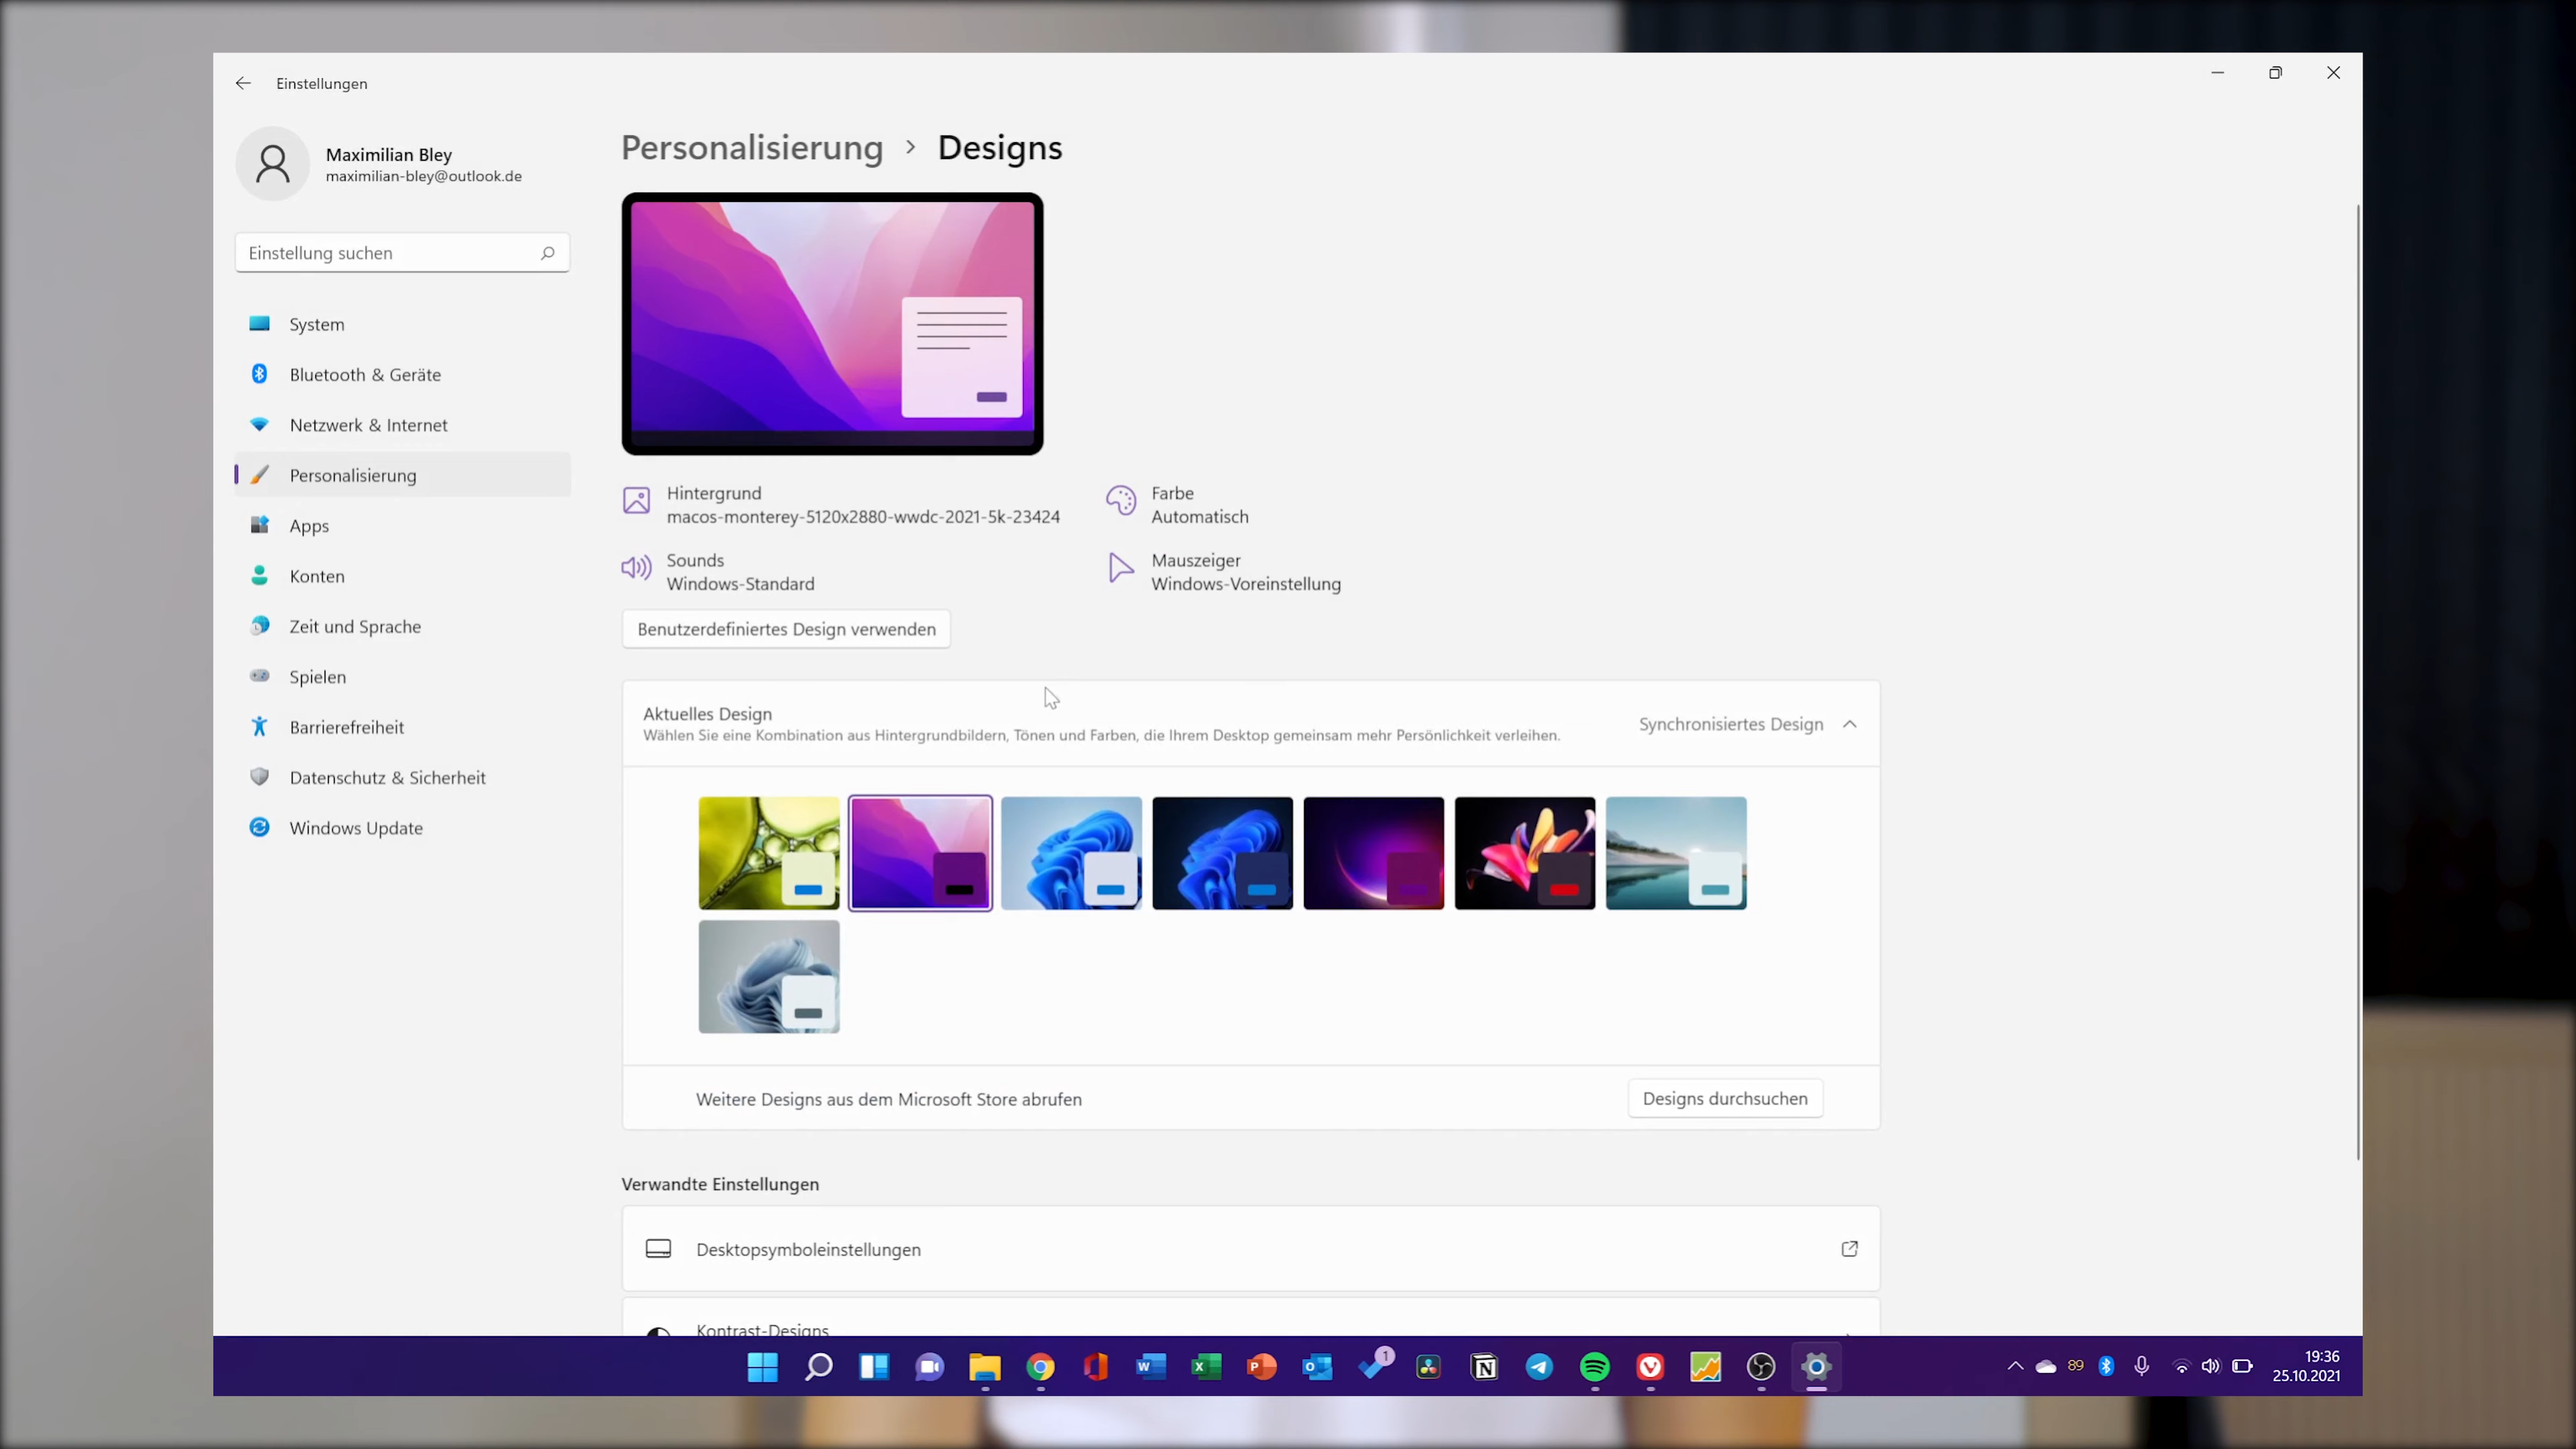 Einstellungen
Maximilian Bley
maximilian-bley@outlook.de
Einstellung suchen
System
Bluetooth & Geräte
Netzwerk & Internet
Personalisierung
Apps
Konten
Zeit und Sprache
Spielen
Barrierefreiheit
Datenschutz & Sicherheit
Windows Update
Personalisierung > Designs
Hintergrund
macos-monterey-5120x2880-wwdc-2021-5k-23424
Farbe
Automatisch
Sounds
Windows-Standard
Mauszeiger
Windows-Voreinstellung
Benutzerdefiniertes Design verwenden
Aktuelles Design
Wählen Sie eine Kombination aus Hintergrundbildern, Tönen und Farben, die Ihrem Desktop gemeinsam mehr Persönlichkeit verleihen.
Synchronisiertes Design
Weitere Designs aus dem Microsoft Store abrufen
Designs durchsuchen
Verwandte Einstellungen
Desktopsymboleinstellungen
Kontrast-Designs
1
89
19:36
25.10.2021